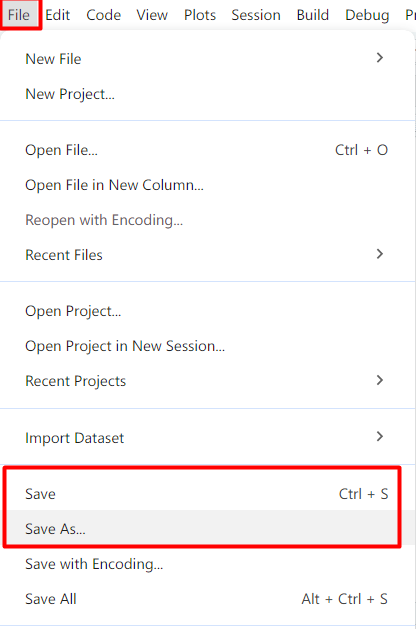 File Edit Code View Plots Session Build Debug
New File
New Project...
Open File... Ctrl + O
Open File in New Column...
Reopen with Encoding...
Recent Files
Open Project...
Open Project in New Session...
Recent Projects
Import Dataset
Save Ctrl + S
Save As...
Save with Encoding...
Save All Alt + Ctrl + S